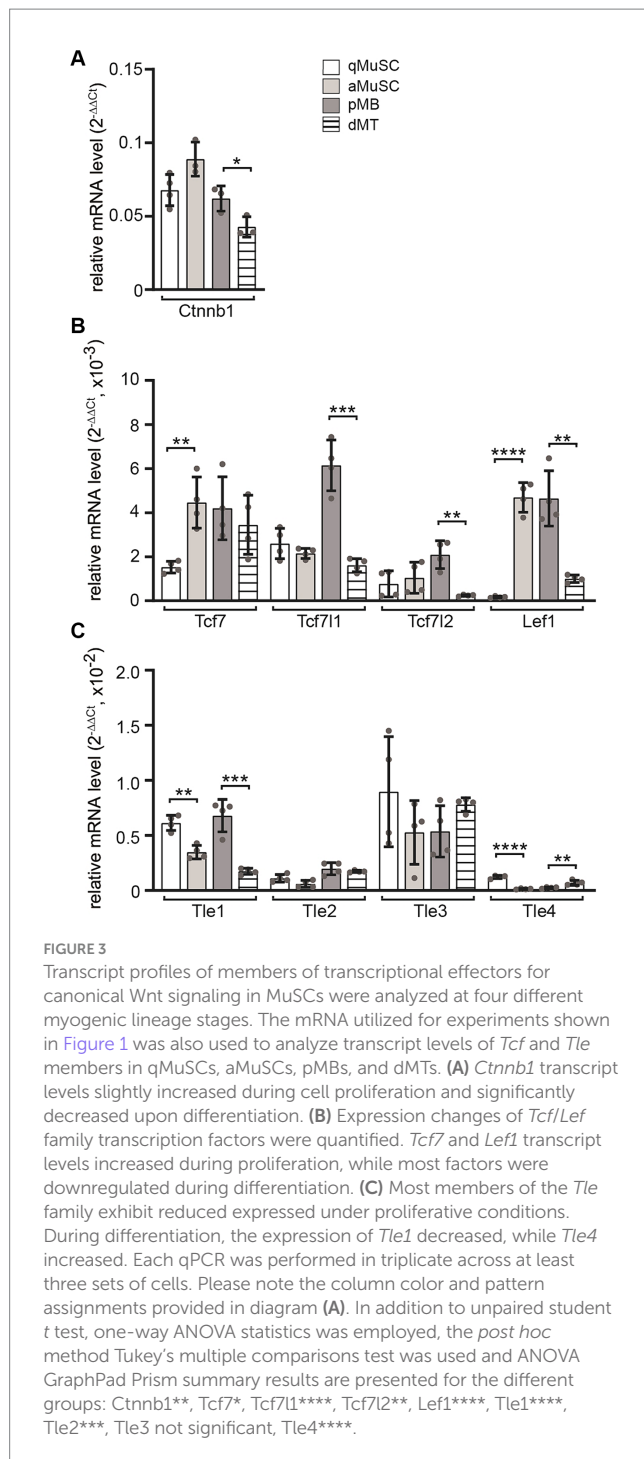 A
relative mRNA level (2-ΔΔCt)
0.15
0.1
0.05
0
*
Ctnnb1
qMuSC
aMuSC
pMB
dMT
B
relative mRNA level (2-ΔΔCt, x10-3)
10
8
6
4
2
0
**
***
**
****
**
Tcf7
Tcf7l1
Tcf7l2
Lef1
C
relative mRNA level (2-ΔΔCt, x10-2)
2.0
1.5
1.0
0.5
0
**
***
****
**
Tle1
Tle2
Tle3
Tle4
FIGURE 3
Transcript profiles of members of transcriptional effectors for
canonical Wnt signaling in MuSCs were analyzed at four different
myogenic lineage stages. The mRNA utilized for experiments shown
in Figure 1 was also used to analyze transcript levels of Tcf and Tle
members in qMuSCs, aMuSCs, pMBs, and dMTs. (A) Ctnnb1 transcript
levels slightly increased during cell proliferation and significantly
decreased upon differentiation. (B) Expression changes of Tcf/Lef
family transcription factors were quantified. Tcf7 and Lef1 transcript
levels increased during proliferation, while most factors were
downregulated during differentiation. (C) Most members of the Tle
family exhibit reduced expressed under proliferative conditions.
During differentiation, the expression of Tle1 decreased, while Tle4
increased. Each qPCR was performed in triplicate across at least
three sets of cells. Please note the column color and pattern
assignments provided in diagram (A). In addition to unpaired student
t test, one-way ANOVA statistics was employed, the post hoc
method Tukey's multiple comparisons test was used and ANOVA
GraphPad Prism summary results are presented for the different
groups: Ctnnb1**, Tcf7*, Tcf7l1****, Tcf7l2**, Lef1****, Tle1****,
Tle2***, Tle3 not significant, Tle4****.